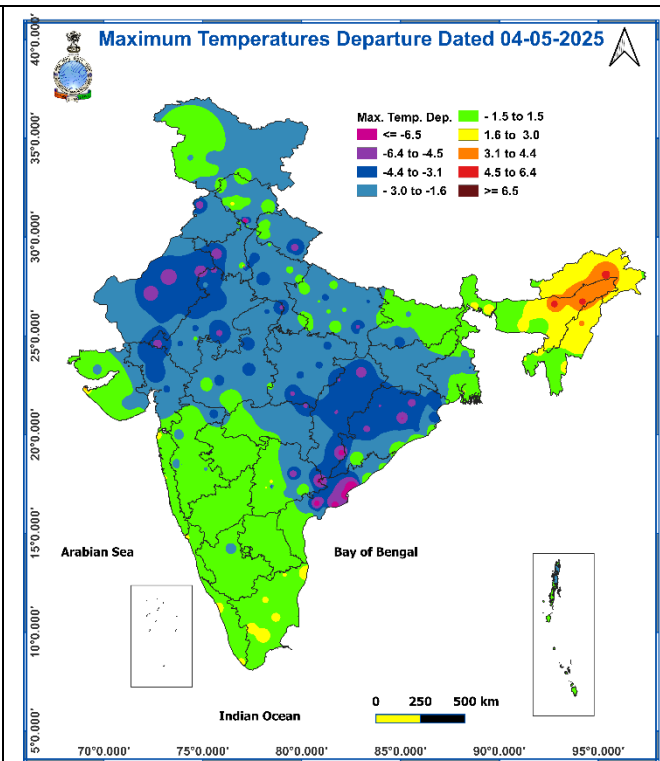 Maximum Temperatures Departure Dated 04-05-2025
Max. Temp. Dep.
<= -6.5
-6.4 to -4.5
-4.4 to -3.1
- 3.0 to -1.6
- 1.5 to 1.5
1.6 to 3.0
3.1 to 4.4
4.5 to 6.4
>= 6.5
40°0.000'
35°0.000'
30°0.000'
25°0.000'
20°0.000'
15°0.000'
10°0.000'
5°0.000'
Arabian Sea
Bay of Bengal
Indian Ocean
0 250 500 km
70°0.000' 75°0.000' 80°0.000' 85°0.000' 90°0.000' 95°0.000'